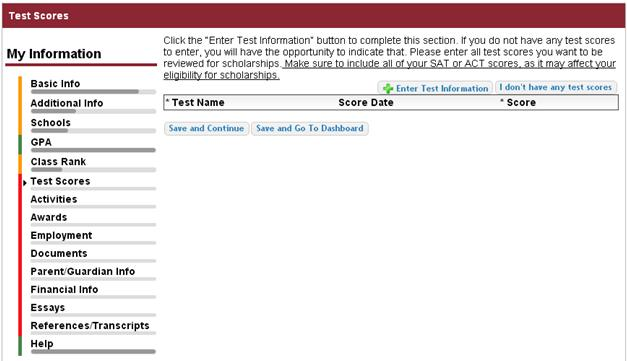 Test Scores
My Information
Basic Info
Additional Info
Schools
GPA
Class Rank
Test Scores
Activities
Awards
Employment
Documents
Parent/Guardian Info
Financial Info
Essays
References/Transcripts
Help
Click the "Enter Test Information" button to complete this section. If you do not have any test scores
to enter, you will have the opportunity to indicate that. Please enter all test scores you want to be
reviewed for scholarships. Make sure to include all of your SAT or ACT scores, as it may affect your
eligibility for scholarships.
Enter Test Information I don't have any test scores
* Test Name Score Date * Score
Save and Continue Save and Go To Dashboard